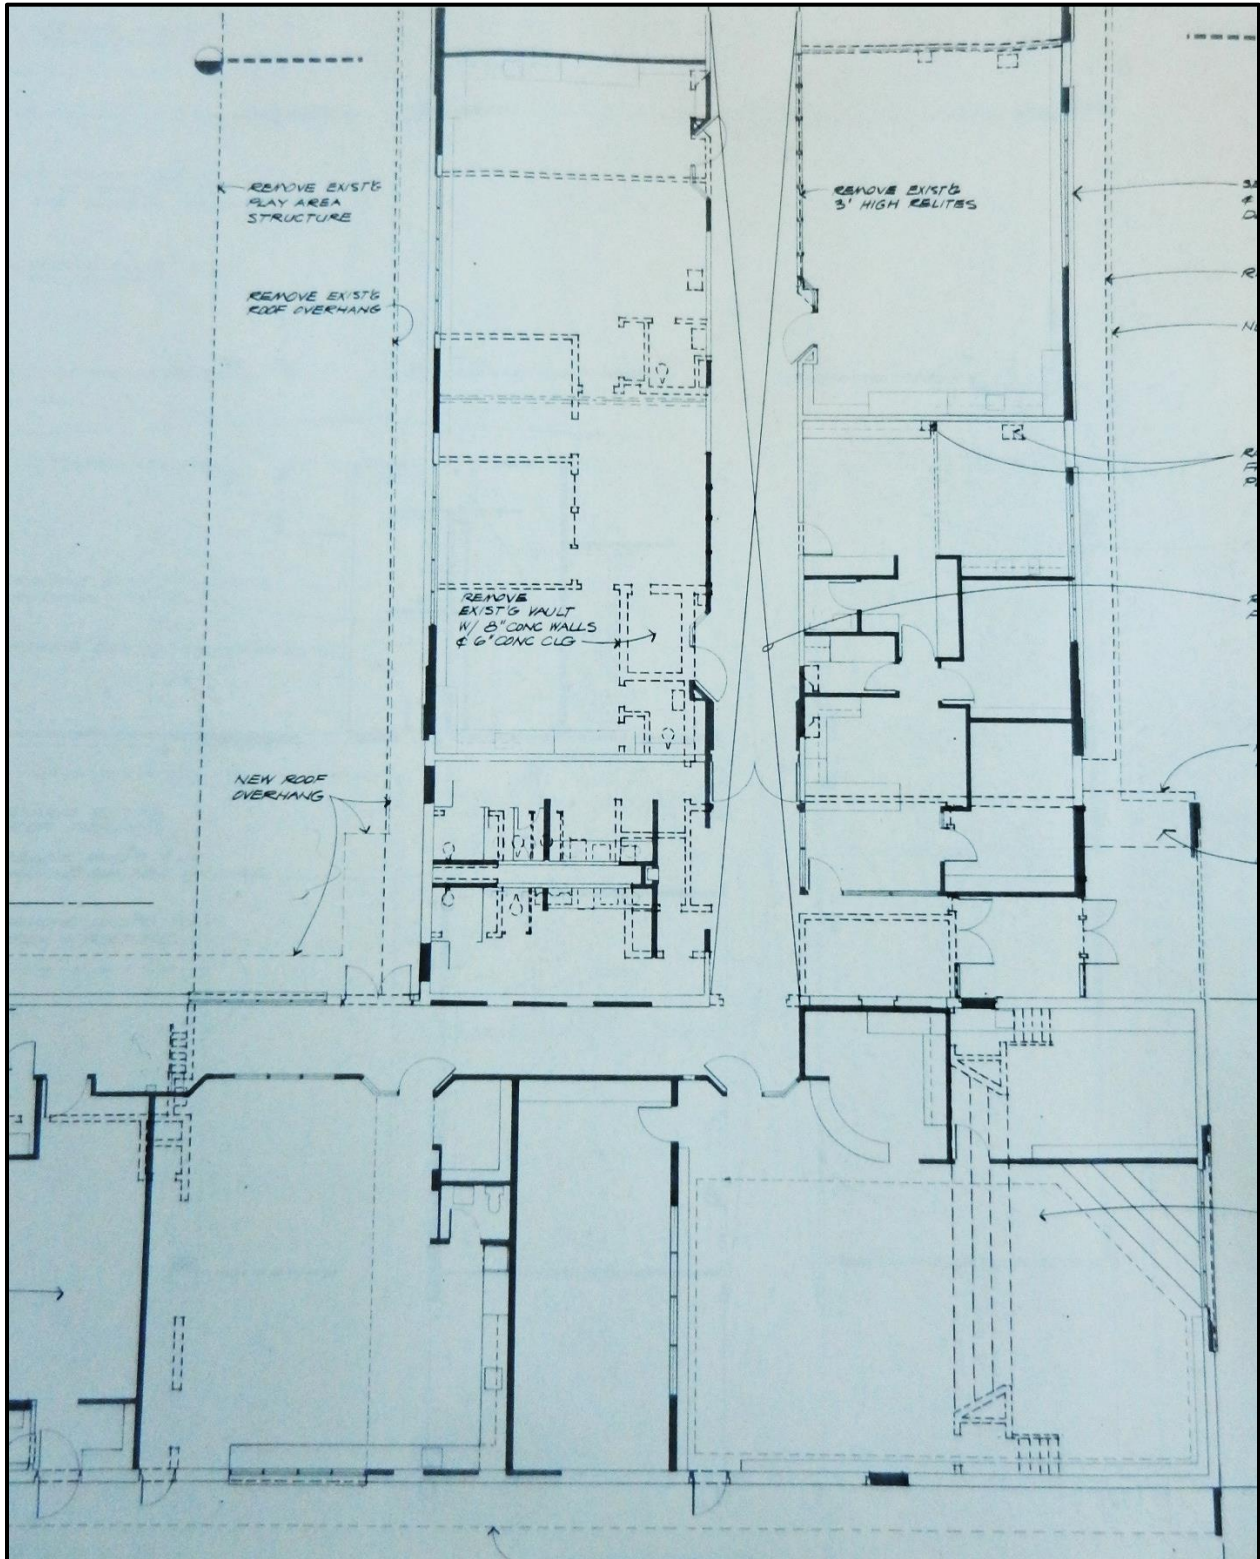 REMOVE EXIST'G
PLAY AREA
STRUCTURE
REMOVE EXIST'G
3' HIGH RELITES
REMOVE EXIST'G
ROOF OVERHANG
REMOVE
EXIST'G VAULT
W/ 8" CONC WALLS
& 6" CONC CLG
NEW ROOF
OVERHANG